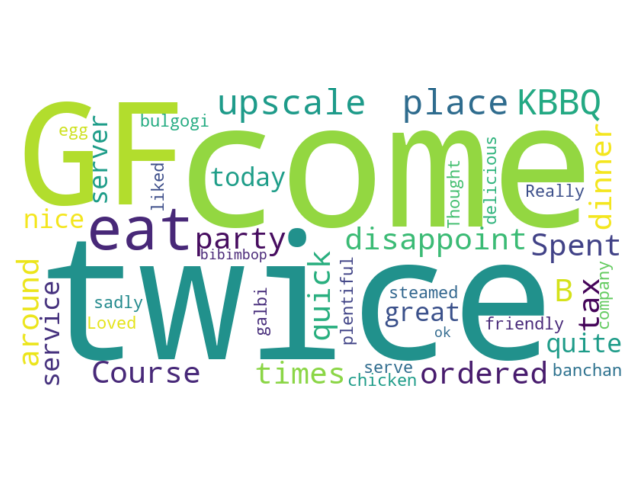 upscale place KBBQ
GF come
egg bulgogi
server liked today Thought delicious Really dinner
nice eat party disappoint Spent
bibimbop
twice
around service sadly galbi quick plentiful steamed B tax company
Loved great friendly
ok quite
Course times serve ordered banchan
chicken